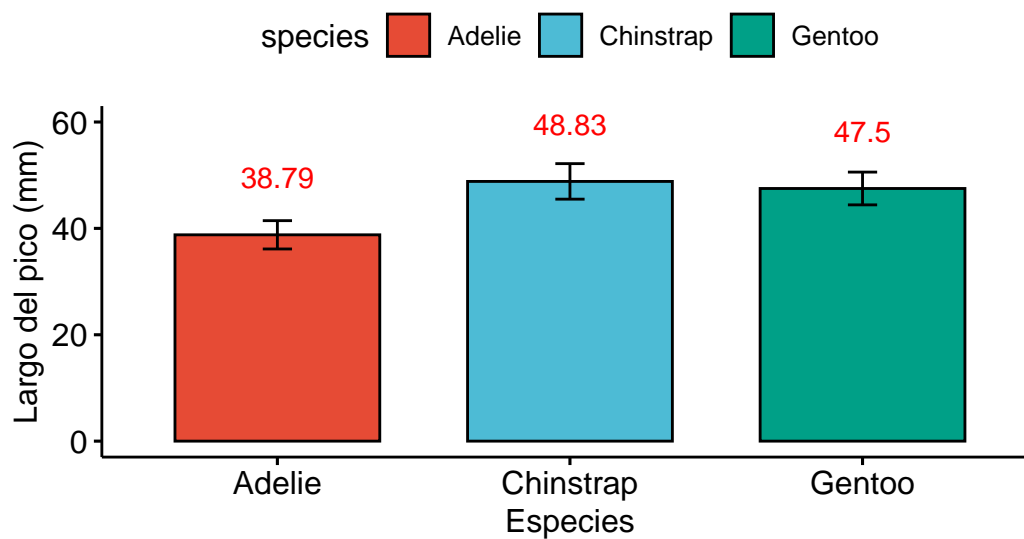 species Adelie Chinstrap Gentoo
Largo del pico (mm)
60
40
20
0
38.79
48.83
47.5
Adelie Chinstrap Gentoo
Especies